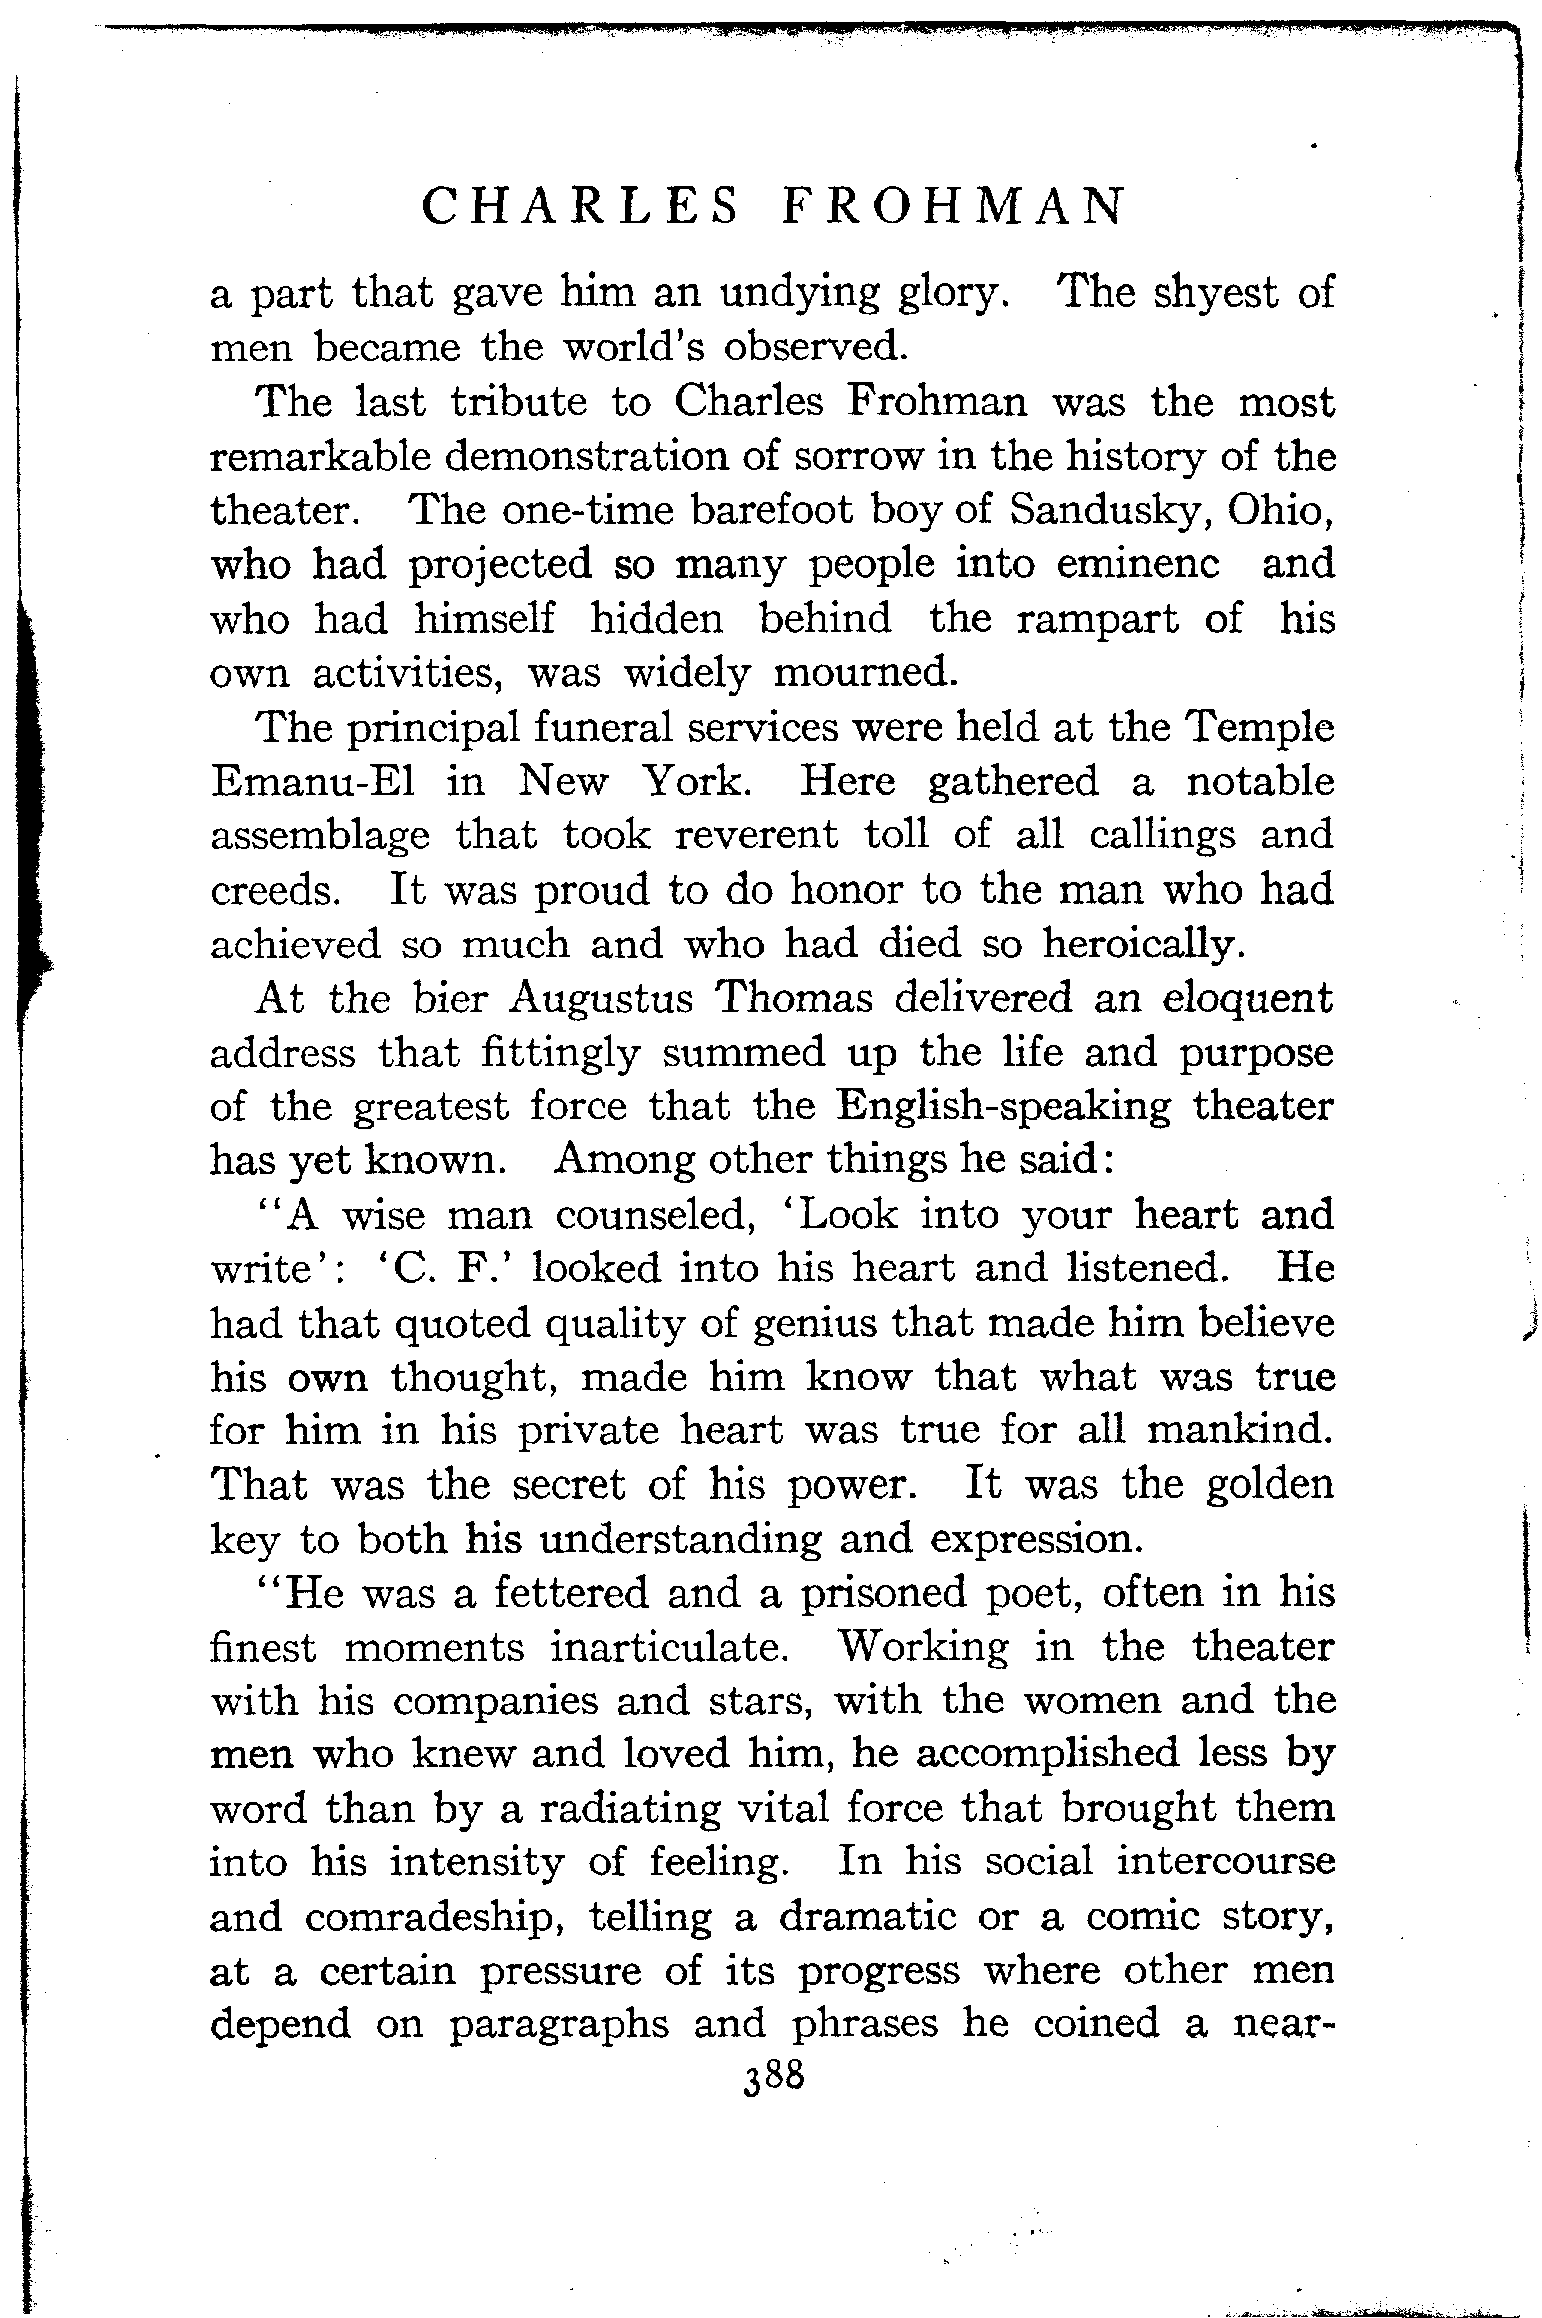 CHARLES FROHMAN
a part that gave him an undying glory. The shyest of
men became the world's observed.
The last tribute to Charles Frohman was the most
remarkable demonstration of sorrow in the history of the
theater. The one-time barefoot boy of Sandusky, Ohio,
who had projected so many people into eminenc and
who had himself hidden behind the rampart of his
own activities, was widely mourned.
The principal funeral services were held at the Temple
Emanu-El in New York. Here gathered a notable
assemblage that took reverent toll of all callings and
creeds. It was proud to do honor to the man who had
achieved so much and who had died so heroically.
At the bier Augustus Thomas delivered an eloquent
address that fittingly summed up the life and purpose
of the greatest force that the English-speaking theater
has yet known. Among other things he said:
"A wise man counseled, 'Look into your heart and
write': 'C. F.' looked into his heart and listened. He
had that quoted quality of genius that made him believe
his own thought, made him know that what was true
for him in his private heart was true for all mankind.
That was the secret of his power. It was the golden
key to both his understanding and expression.
"He was a fettered and a prisoned poet, often in his
finest moments inarticulate. Working in the theater
with his companies and stars, with the women and the
men who knew and loved him, he accomplished less by
word than by a radiating vital force that brought them
into his intensity of feeling. In his social intercourse
and comradeship, telling a dramatic or a comic story,
at a certain pressure of its progress where other men
depend on paragraphs and phrases he coined a near-
388